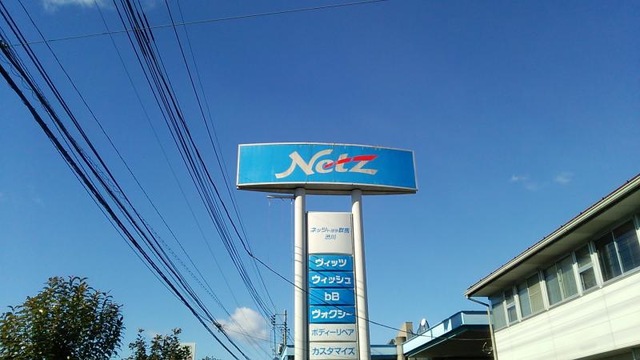 Netz
ネッツトヨタ群馬
渋川
ヴィッツ
ウィッシュ
bB
ヴォクシー
ボディーリペア
カスタマイズ